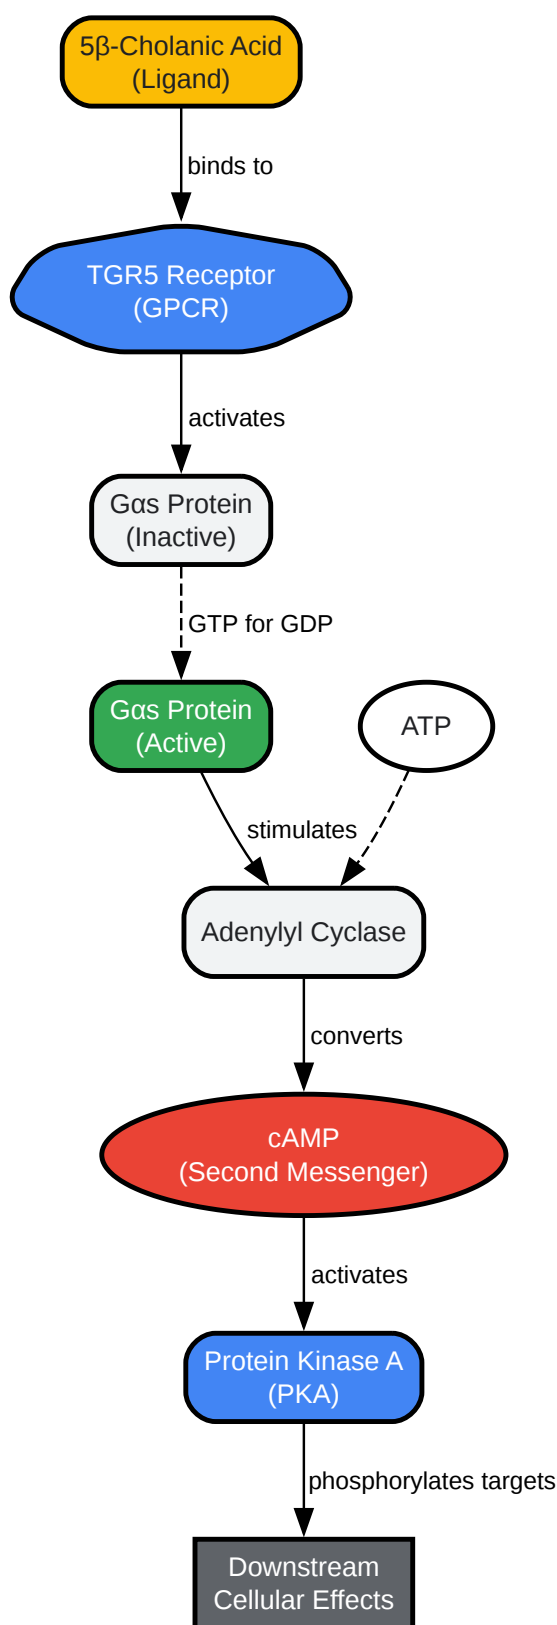 5β-Cholanic Acid
(Ligand)
binds to
TGR5 Receptor
(GPCR)
activates
Gαs Protein
(Inactive)
GTP for GDP
Gαs Protein
(Active)
ATP
stimulates
Adenylyl Cyclase
converts
cAMP
(Second Messenger)
activates
Protein Kinase A
(PKA)
phosphorylates targets
Downstream
Cellular Effects